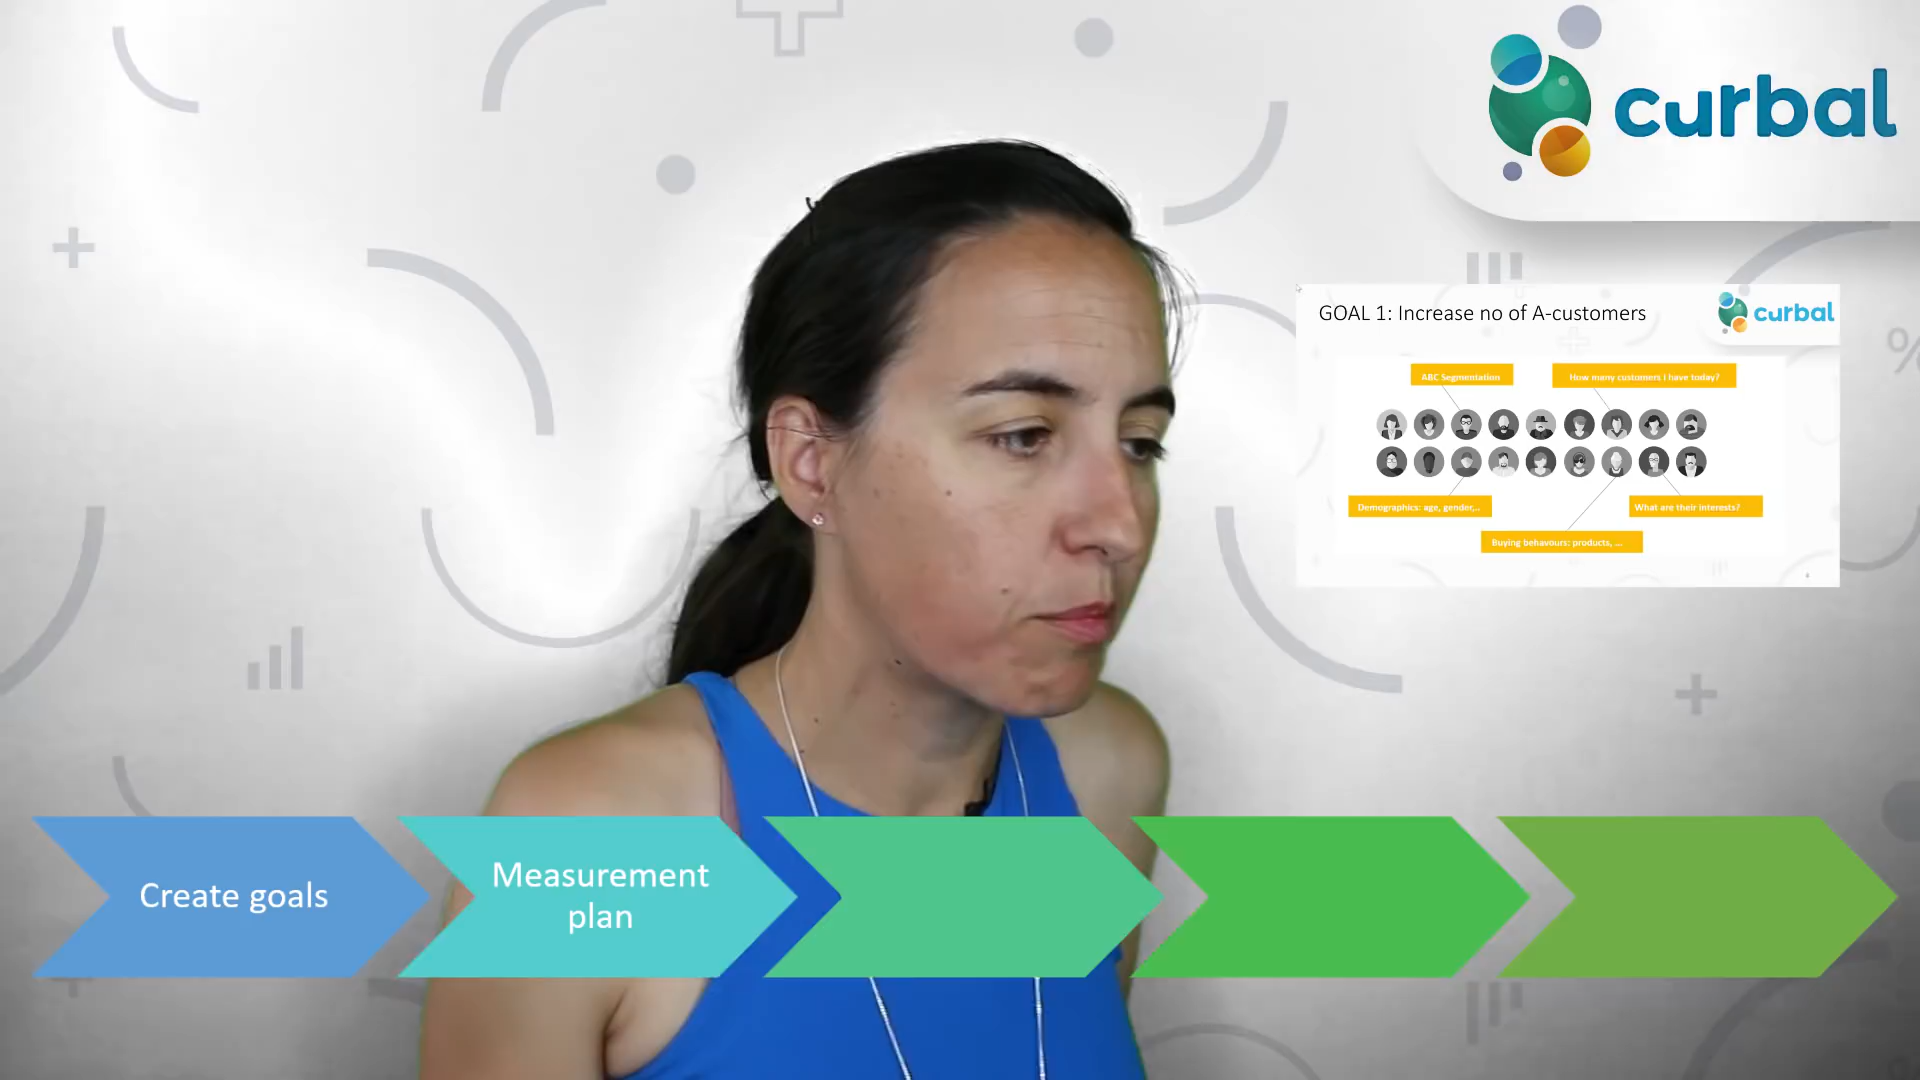 curbal
GOAL 1: Increase no of A-customers
curbal
ABC Segmentation
How many customers I have today?
Demographics: age, gender,..
What are their interests?
Buying behavours: products, ...
Create goals
Measurement
plan